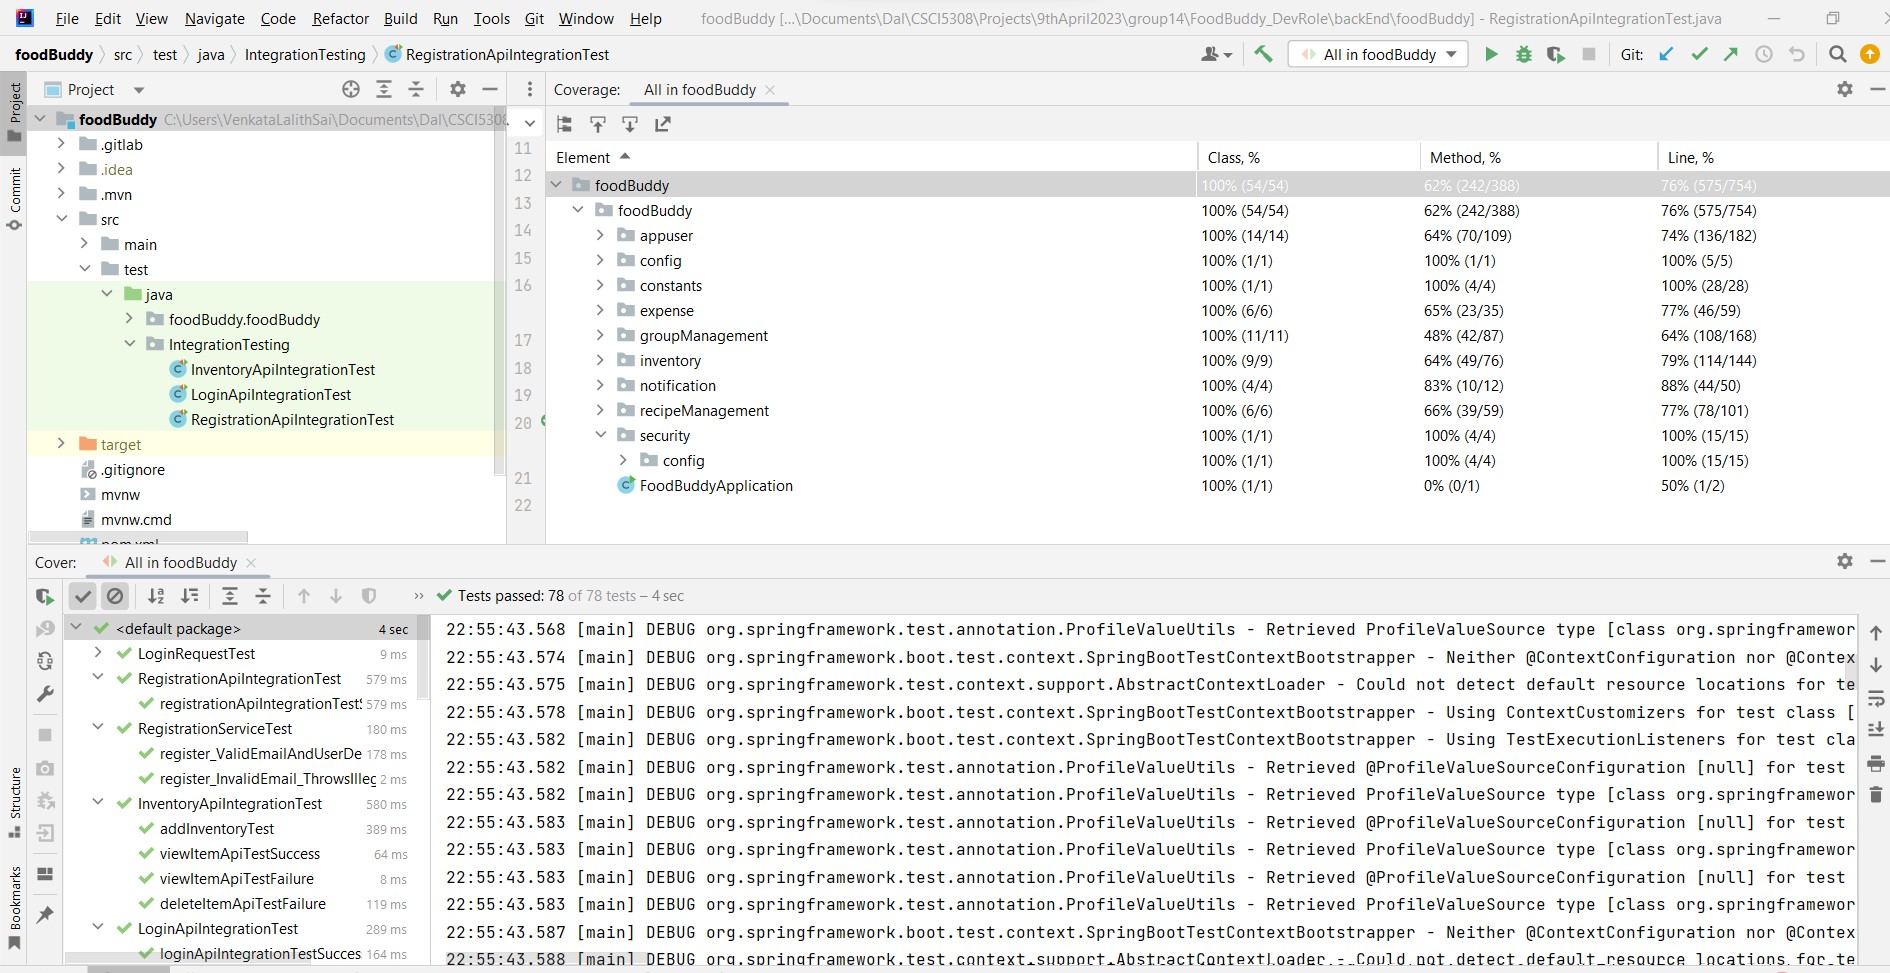 File Edit View Navigate Code Refactor Build Run Tools Git Window Help foodBuddy [...\Documents\Dal\CSCI5308\Projects\9thApril2023\group14\FoodBuddy_DevRole\backEnd\foodBuddy] - RegistrationApiIntegrationTest.java
foodBuddy src test java IntegrationTesting RegistrationApiIntegrationTest All in foodBuddy Git:
Project
Commit
Structure
Bookmarks
Project
foodBuddy C:\Users\VenkataLalithSai\Documents\Dal\CSCI5308
.gitlab
.idea
.mvn
src
main
test
java
foodBuddy.foodBuddy
IntegrationTesting
InventoryApiIntegrationTest
LoginApiIntegrationTest
RegistrationApiIntegrationTest
target
.gitignore
mvnw
mvnw.cmd
pom.xml
11
12
13
14
15
16
17
18
19
20
21
22
Coverage: All in foodBuddy
Element Class, % Method, % Line, %
foodBuddy 100% (54/54) 62% (242/388) 76% (575/754)
foodBuddy 100% (54/54) 62% (242/388) 76% (575/754)
appuser 100% (14/14) 64% (70/109) 74% (136/182)
config 100% (1/1) 100% (1/1) 100% (5/5)
constants 100% (1/1) 100% (4/4) 100% (28/28)
expense 100% (6/6) 65% (23/35) 77% (46/59)
groupManagement 100% (11/11) 48% (42/87) 64% (108/168)
inventory 100% (9/9) 64% (49/76) 79% (114/144)
notification 100% (4/4) 83% (10/12) 88% (44/50)
recipeManagement 100% (6/6) 66% (39/59) 77% (78/101)
security 100% (1/1) 100% (4/4) 100% (15/15)
config 100% (1/1) 100% (4/4) 100% (15/15)
FoodBuddyApplication 100% (1/1) 0% (0/1) 50% (1/2)
Cover: All in foodBuddy
Tests passed: 78 of 78 tests – 4 sec
<default package> 4 sec
LoginRequestTest 9 ms
RegistrationApiIntegrationTest 579 ms
registrationApiIntegrationTest 579 ms
RegistrationServiceTest 180 ms
register_ValidEmailAndUserDe 178 ms
register_InvalidEmail_ThrowsIlleg 2 ms
InventoryApiIntegrationTest 580 ms
addInventoryTest 389 ms
viewItemApiTestSuccess 64 ms
viewItemApiTestFailure 8 ms
deleteItemApiTestFailure 119 ms
LoginApiIntegrationTest 289 ms
loginApiIntegrationTestSucces 164 ms
22:55:43.568 [main] DEBUG org.springframework.test.annotation.ProfileValueUtils - Retrieved ProfileValueSource type [class org.springframewor
22:55:43.574 [main] DEBUG org.springframework.boot.test.context.SpringBootTestContextBootstrapper - Neither @ContextConfiguration nor @Contex
22:55:43.575 [main] DEBUG org.springframework.test.context.support.AbstractContextLoader - Could not detect default resource locations for te
22:55:43.578 [main] DEBUG org.springframework.boot.test.context.SpringBootTestContextBootstrapper - Using ContextCustomizers for test class [
22:55:43.582 [main] DEBUG org.springframework.boot.test.context.SpringBootTestContextBootstrapper - Using TestExecutionListeners for test cla
22:55:43.582 [main] DEBUG org.springframework.test.annotation.ProfileValueUtils - Retrieved @ProfileValueSourceConfiguration [null] for test
22:55:43.582 [main] DEBUG org.springframework.test.annotation.ProfileValueUtils - Retrieved ProfileValueSource type [class org.springframewor
22:55:43.583 [main] DEBUG org.springframework.test.annotation.ProfileValueUtils - Retrieved @ProfileValueSourceConfiguration [null] for test
22:55:43.583 [main] DEBUG org.springframework.test.annotation.ProfileValueUtils - Retrieved ProfileValueSource type [class org.springframewor
22:55:43.583 [main] DEBUG org.springframework.test.annotation.ProfileValueUtils - Retrieved @ProfileValueSourceConfiguration [null] for test
22:55:43.583 [main] DEBUG org.springframework.test.annotation.ProfileValueUtils - Retrieved ProfileValueSource type [class org.springframewor
22:55:43.587 [main] DEBUG org.springframework.boot.test.context.SpringBootTestContextBootstrapper - Neither @ContextConfiguration nor @Contex
22:55:43.588 [main] DEBUG org.springframework.test.context.support.AbstractContextLoader - Could not detect default resource locations for te